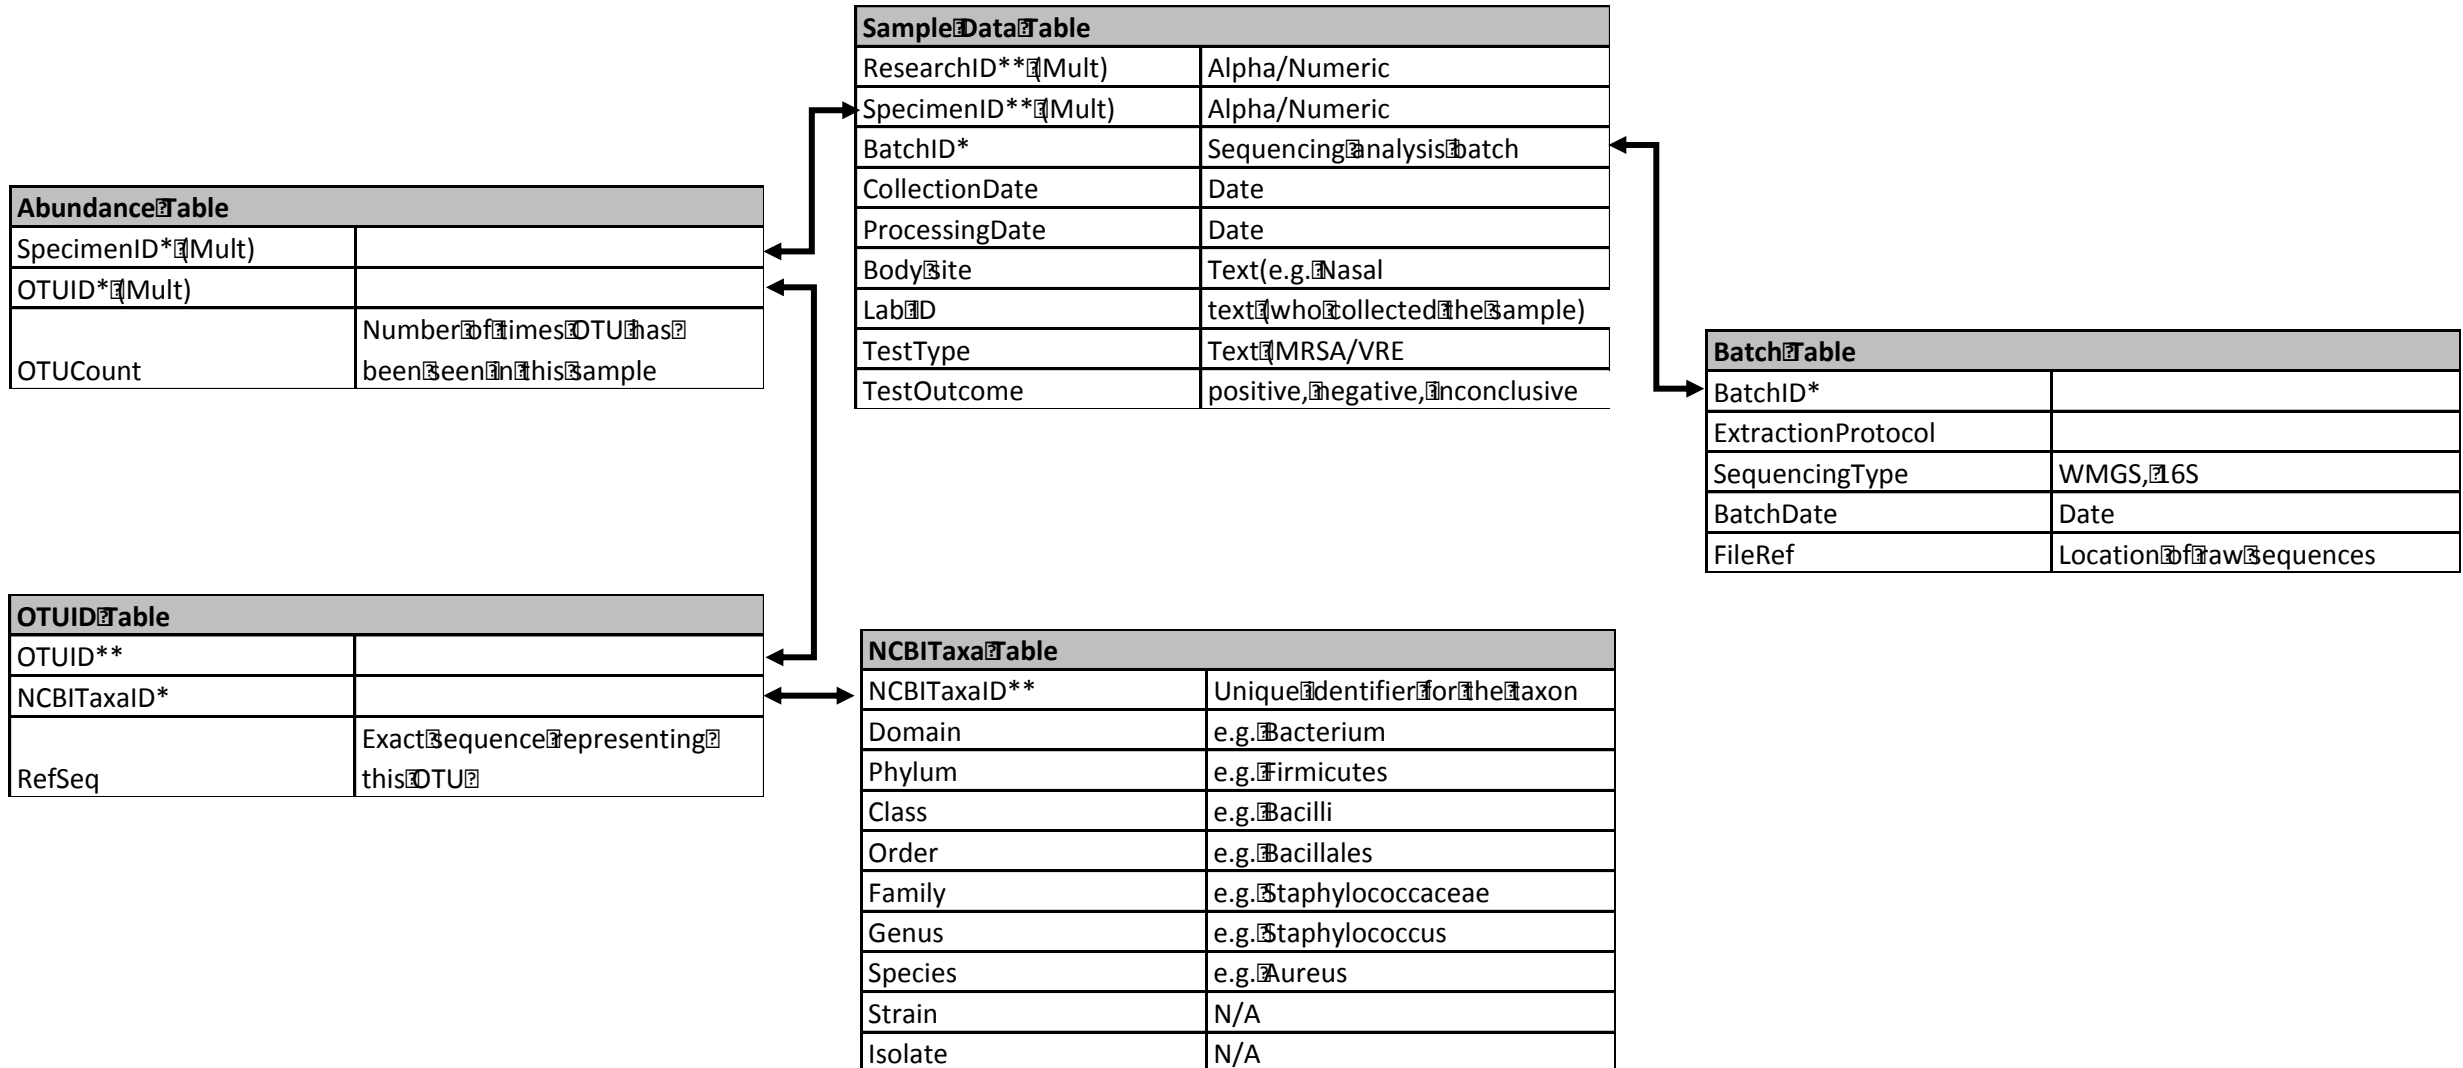 Sample Data Table
ResearchID** (Mult) Alpha/Numeric
SpecimenID** (Mult) Alpha/Numeric
BatchID* Sequencing analysis batch
CollectionDate Date
ProcessingDate Date
Body site Text(e.g. Nasal
Lab ID text (who collected the sample)
TestType Text (MRSA/VRE
TestOutcome positive, negative, inconclusive
Abundance Table
SpecimenID* (Mult)
OTUID* (Mult)
Number of times OTU has
OTUCount been seen in this sample
Batch Table
BatchID*
ExtractionProtocol
SequencingType WMGS, 16S
BatchDate Date
FileRef Location of raw sequences
OTUID Table
OTUID**
NCBITaxaID*
Exact sequence representing
RefSeq this OTU
NCBITaxa Table
NCBITaxaID** Unique identifier for the taxon
Domain e.g. Bacterium
Phylum e.g. Firmicutes
Class e.g. Bacilli
Order e.g. Bacillales
Family e.g. Staphylococcaceae
Genus e.g. Staphylococcus
Species e.g. Aureus
Strain N/A
Isolate N/A